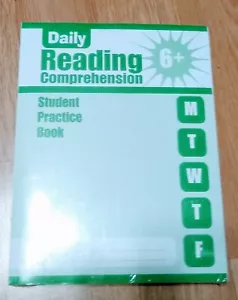 Daily
6+
Reading
Comprehension
Student
Practice
Book
M
T
W
T
F